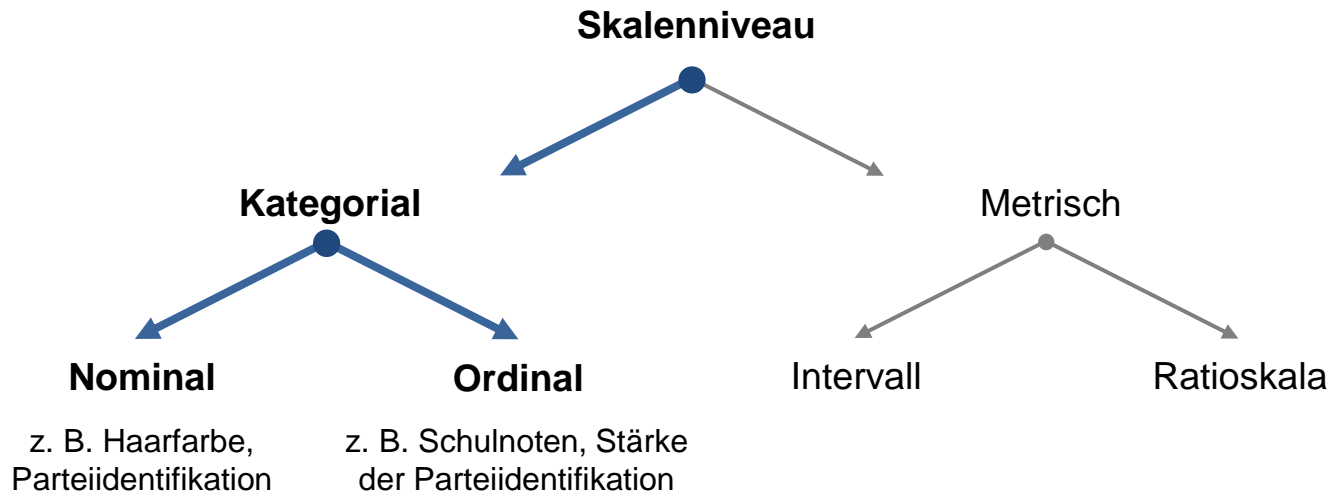 Skalenniveau
Kategorial
Metrisch
Nominal
Ordinal
Intervall
Ratioskala
z. B. Haarfarbe,
Parteiidentifikation
z. B. Schulnoten, Stärke
der Parteiidentifikation